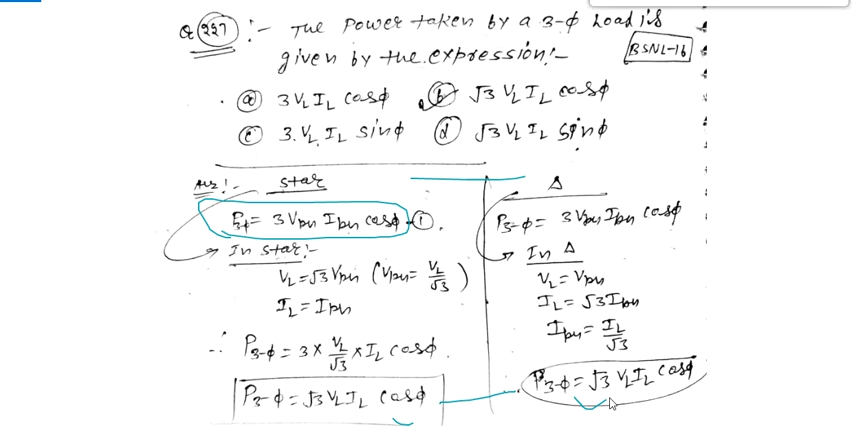 Q 227 :- The Power taken by a 3-ϕ Load is
given by the expression:-
BSNL-16
ⓐ 3 VL IL cosϕ ⓑ √3 VL IL cosϕ
ⓒ 3. VL IL sinϕ ⓓ √3 VL IL sinϕ
Ans:- Star
P3ϕ = 3 Vph Iph cosϕ - ①.
In star:-
VL = √3 Vph (Vph = VL/√3)
IL = Iph
∴ P3-ϕ = 3 × VL/√3 × IL cosϕ.
P3-ϕ = √3 VL IL cosϕ
Δ
P3-ϕ = 3 Vph Iph cosϕ
In Δ
VL = Vph
IL = √3 Iph
Iph = IL/√3
P3-ϕ = √3 VL IL cosϕ